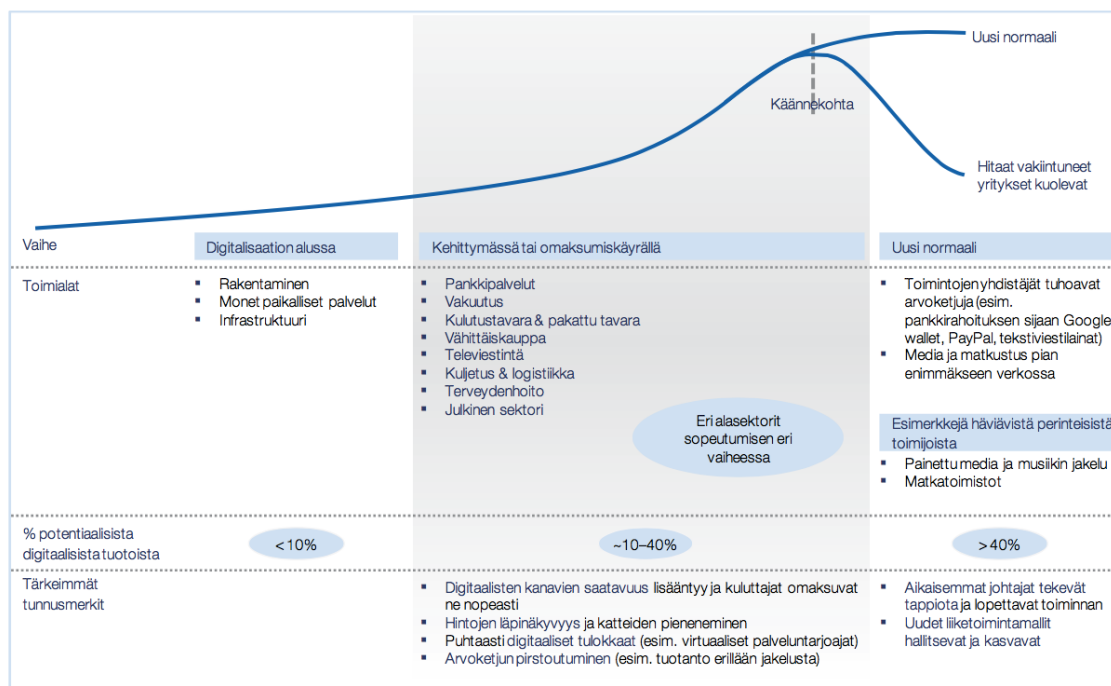 Uusi normaali
Käännekohta
Hitaat vakiintuneet
yritykset kuolevat
Vaihe
Digitalisaation alussa
Kehittymässä tai omaksumiskäyrällä
Uusi normaali
Toimialat
▪ Rakentaminen
▪ Monet paikalliset palvelut
▪ Infrastruktuuri
▪ Pankkipalvelut
▪ Vakuutus
▪ Kulutustavara & pakattu tavara
▪ Vähittäiskauppa
▪ Televiestintä
▪ Kuljetus & logistiikka
▪ Terveydenhoito
▪ Julkinen sektori
Eri alasektorit
sopeutumisen eri
vaiheessa
▪ Toimintojen yhdistäjät tuhoavat
arvoketjuja (esim.
pankkirahoituksen sijaan Google
wallet, PayPal, tekstiviestilainat)
▪ Media ja matkustus pian
enimmäkseen verkossa
Esimerkkejä häviävistä perinteisistä
toimijoista
▪ Painettu media ja musiikin jakelu
▪ Matkatoimistot
% potentiaalisista
digitaalisista tuotoista
<10%
~10–40%
>40%
Tärkeimmät
tunnusmerkit
▪ Digitaalisten kanavien saatavuus lisääntyy ja kuluttajat omaksuvat
ne nopeasti
▪ Hintojen läpinäkyvyys ja katteiden pieneneminen
▪ Puhtaasti digitaaliset tulokkaat (esim. virtuaaliset palveluntarjoajat)
▪ Arvoketjun pirstoutuminen (esim. tuotanto erillään jakelusta)
▪ Aikaisemmat johtajat tekevät
tappiota ja lopettavat toiminnan
▪ Uudet liiketoimintamallit
hallitsevat ja kasvavat